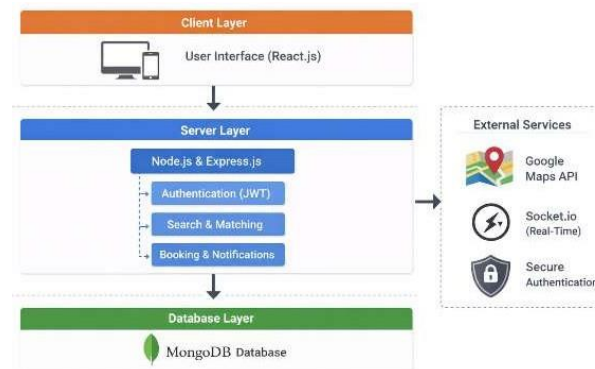 Client Layer
User Interface (React.js)
Server Layer
Node.js & Express.js
Authentication (JWT)
Search & Matching
Booking & Notifications
External Services
Google
Maps API
Socket.io
(Real-Time)
Secure
Authentication
Database Layer
MongoDB Database